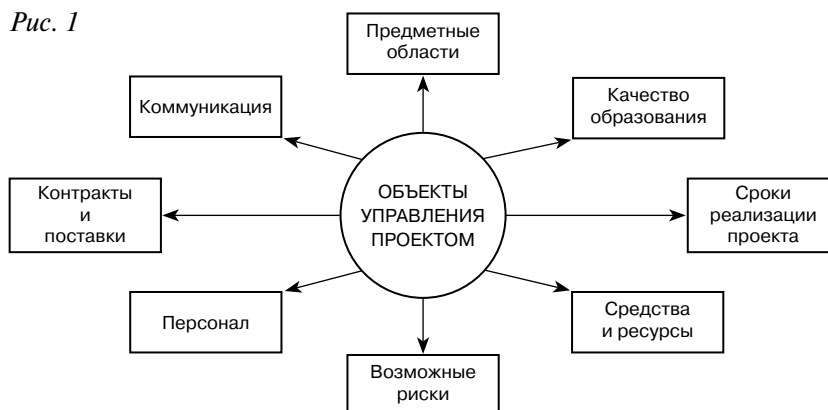 Рис. 1
Предметные
области
Коммуникация
Качество
образования
Контракты
и
поставки
ОБЪЕКТЫ
УПРАВЛЕНИЯ
ПРОЕКТОМ
Сроки
реализации
проекта
Персонал
Средства
и ресурсы
Возможные
риски